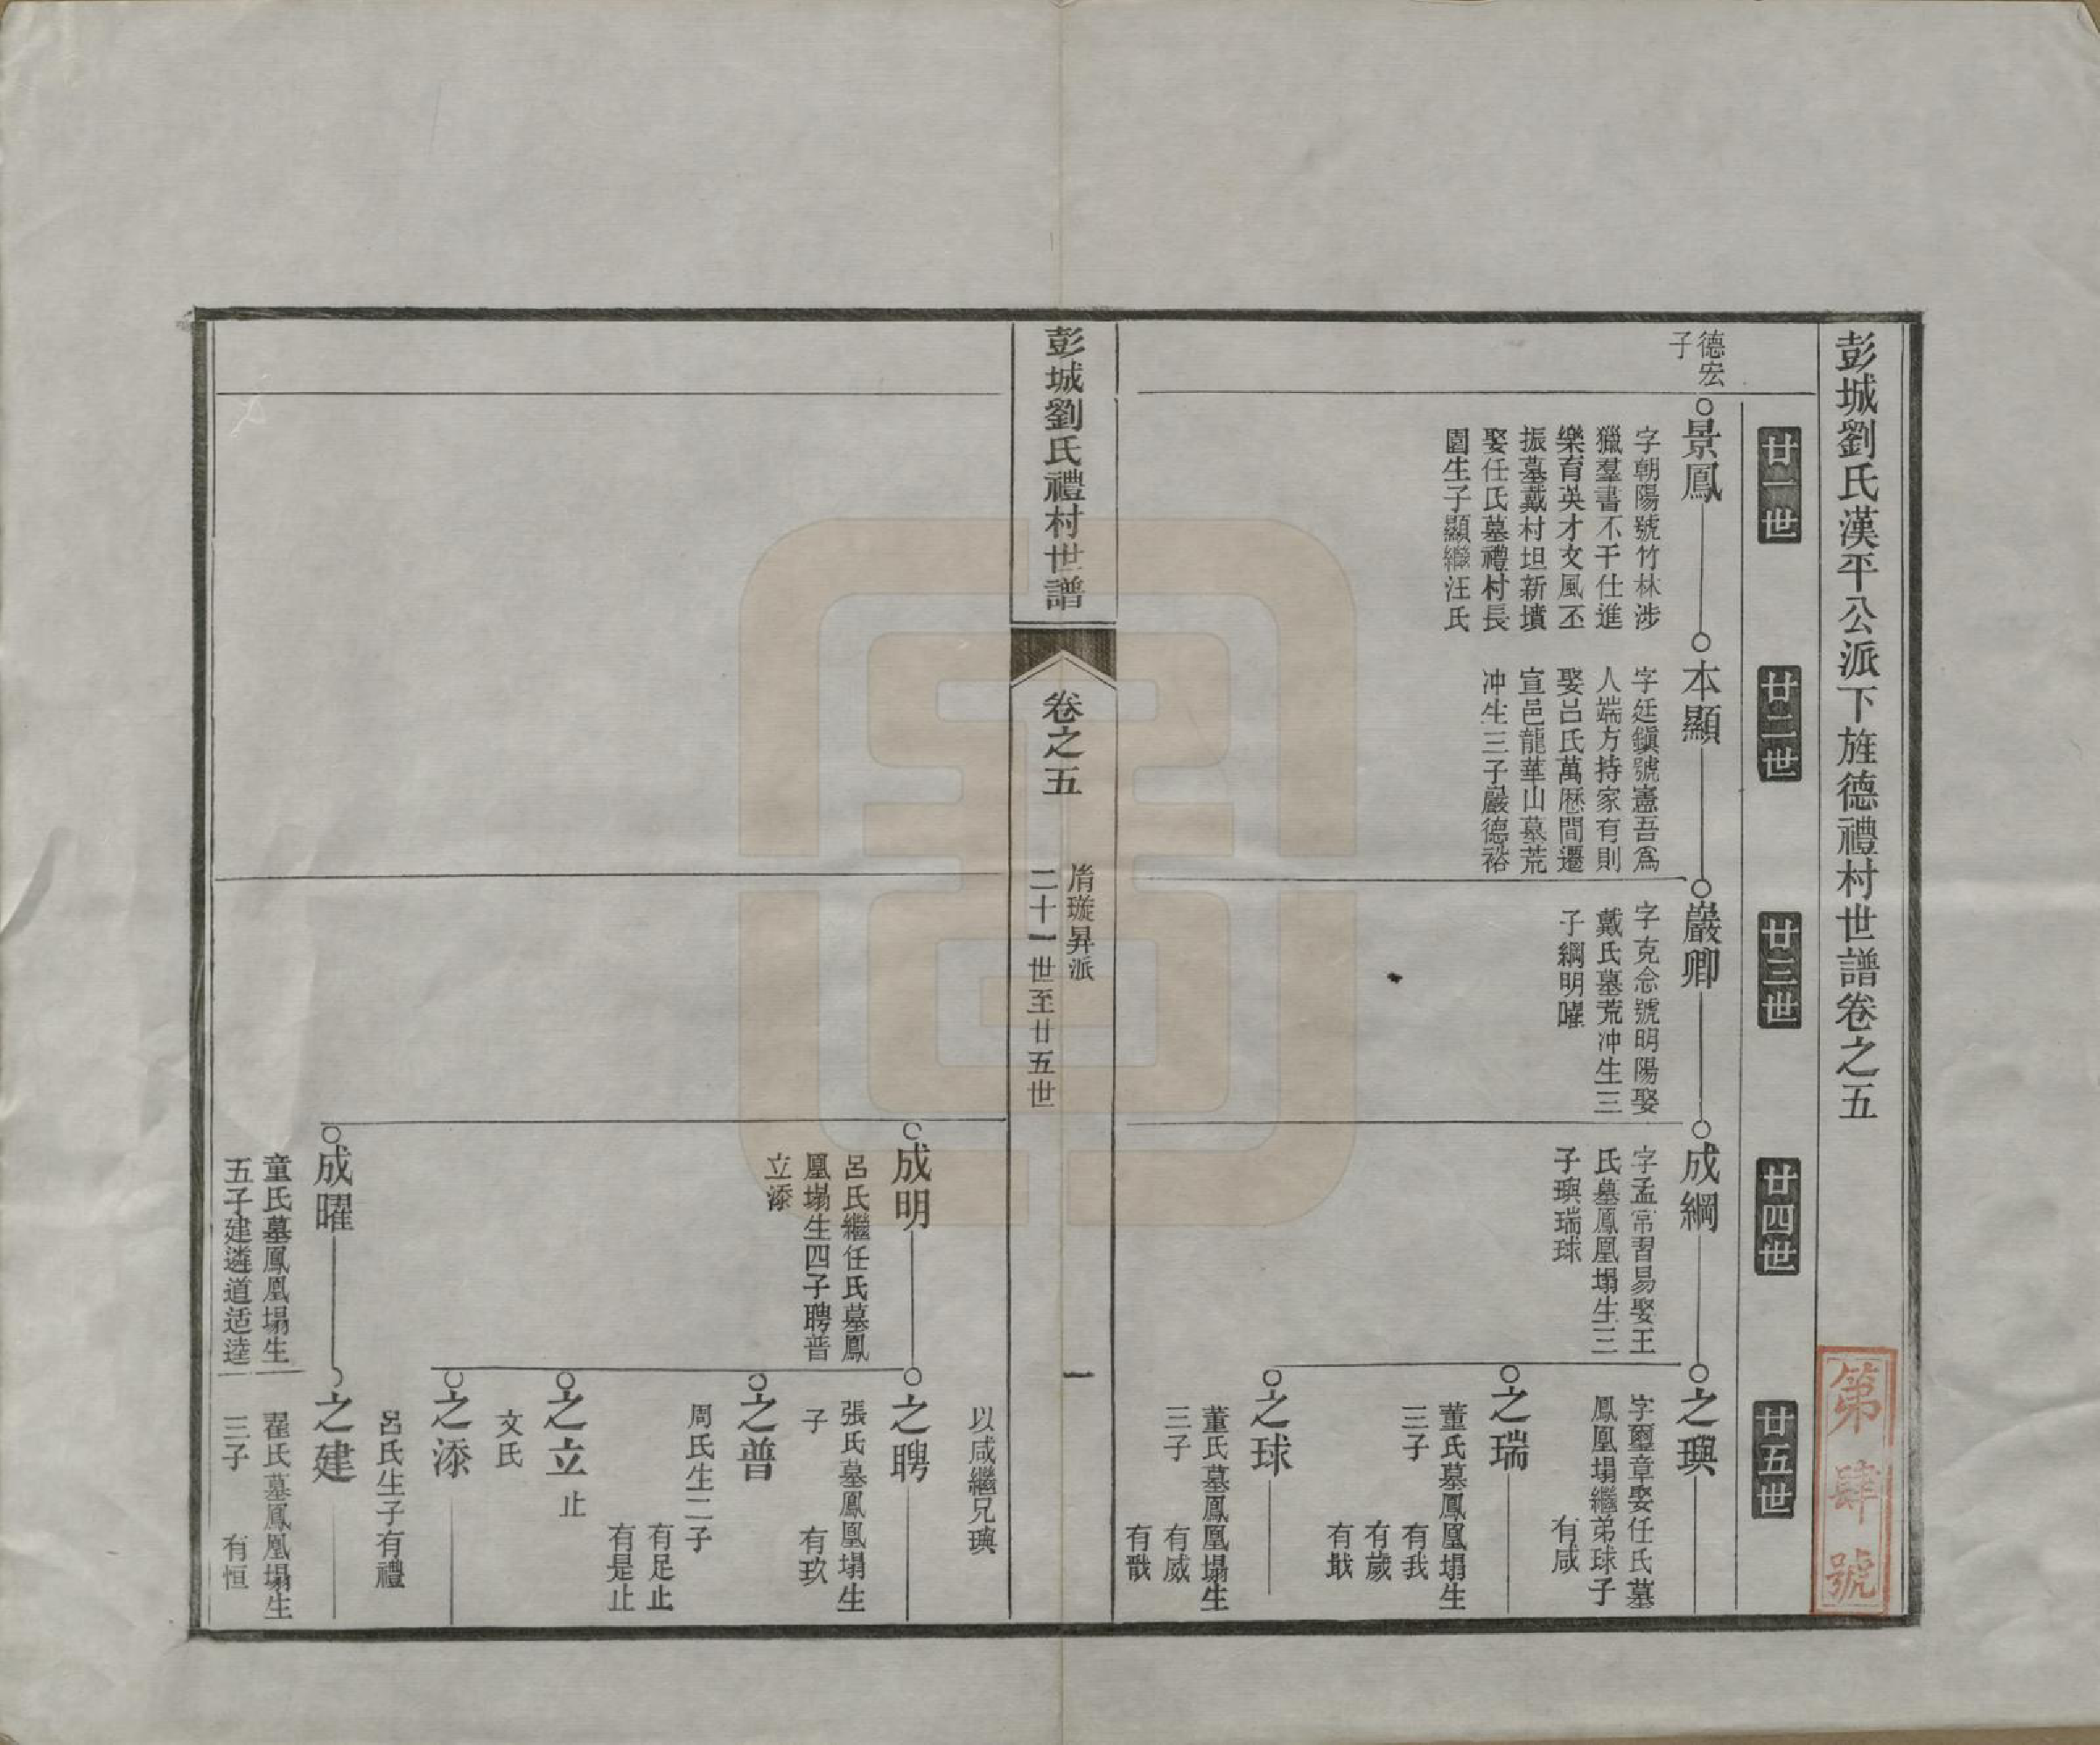 彭城劉氏漢平公派下旌德禮村世譜卷之五
第肆號
廿一世
廿二世
廿三世
廿四世
廿五世
德宏
子
景鳳
字朝陽號竹林涉
獵羣書不干仕進
樂育英才文風丕
振墓戴村坦新墳
娶任氏墓禮村長
園生子顯繼汪氏
本顯
字廷鎮號憲吾爲
人端方持家有則
娶呂氏萬厯間遷
宣邑龍華山墓荒
冲生三子巖德裕
巖卿
字克念號明陽娶
戴氏墓荒冲生三
子綱明曜
成綱
字孟常習易娶王
氏墓鳳凰塌生三
子璵瑞球
之璵
字璽章娶任氏墓
鳳凰塌繼弟球子
有咸
之瑞
董氏墓鳳凰塌生
三子
有我
有歲
有戢
之球
董氏墓鳳凰塌生
三子
有威
有戬
彭城劉氏禮村世譜
卷之五
脩璇昇派
二十一世至廿五世
一
以咸繼兄璵
成明
呂氏繼任氏墓鳳
凰塌生四子聘普
立添
之聘
張氏墓鳳凰塌生
子
有玖
之普
周氏生二子
有足止
有是止
之立止
文氏
之添
呂氏生子有禮
成曜
童氏墓鳳凰塌生
五子建遴道适逵
之建
翟氏墓鳳凰塌生
三子
有恒